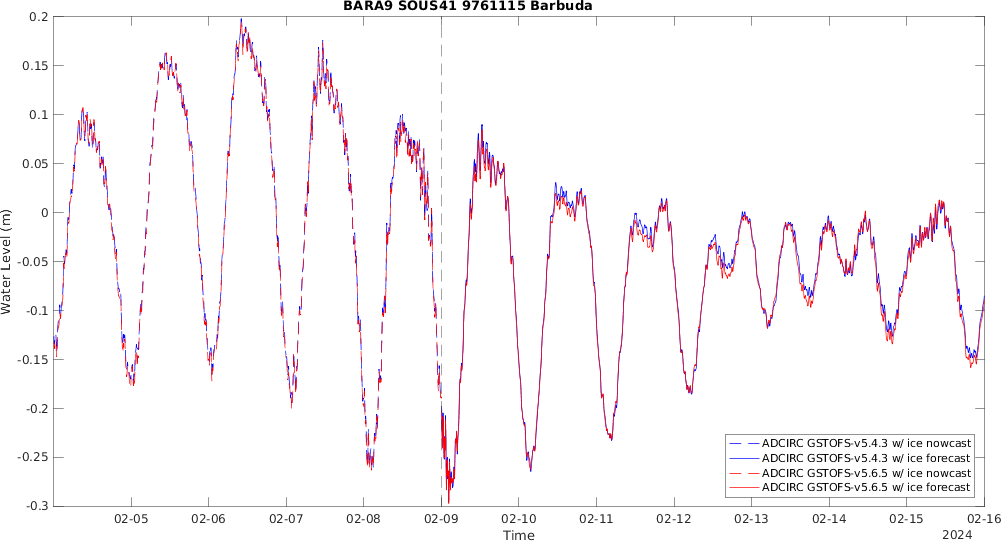 BARA9 SOUS41 9761115 Barbuda
0.2
0.15
0.1
0.05
0
-0.05
-0.1
-0.15
-0.2
-0.25
-0.3
Water Level (m)
ADCIRC GSTOFS-v5.4.3 w/ ice nowcast
ADCIRC GSTOFS-v5.4.3 w/ ice forecast
ADCIRC GSTOFS-v5.6.5 w/ ice nowcast
ADCIRC GSTOFS-v5.6.5 w/ ice forecast
02-05 02-06 02-07 02-08 02-09 02-10 02-11 02-12 02-13 02-14 02-15 02-16
Time
2024